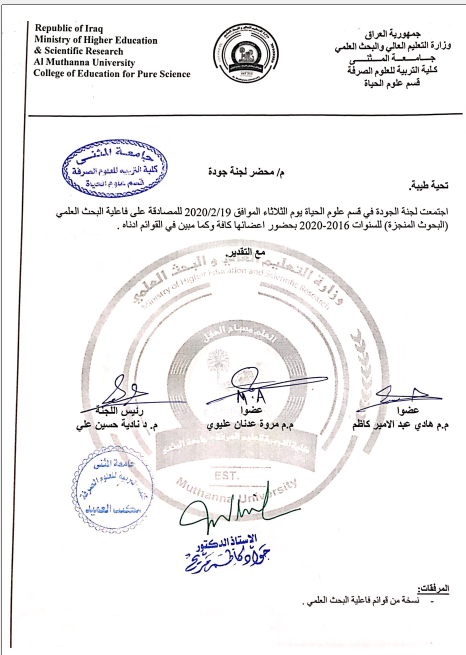 Republic of Iraq
Ministry of Higher Education
& Scientific Research
Al Muthanna University
College of Education for Pure Science
جمهورية العراق
وزارة التعليم العالي والبحث العلمي
جامعة المثنى
كلية التربية للعلوم الصرفة
قسم علوم الحياة
جامعة المثنى
كلية التربية للعلوم الصرفة
قسم علوم الحياة
م/ محضر لجنة جودة
تحية طيبة.
اجتمعت لجنة الجودة في قسم علوم الحياة يوم الثلاثاء الموافق 2020/2/19 للمصادقة على فاعلية البحث العلمي
(البحوث المنجزة) للسنوات 2016-2020 بحضور اعضائها كافة وكما مبين في القوائم ادناه .
مع التقدير.
وزارة التعليم العالي و البحث العلمي
Ministry of Higher Education and Scientific Research
M.A
عضوا
م.م هادي عبد الامير كاظم
عضوا
م.م مروة عدنان عليوي
رئيس اللجنة
م. د نادية حسين علي
EST.
Muthanna University
جامعة المثنى
كلية التربية للعلوم الصرفة
مكتب العميد
الاستاذ الدكتور
المرفقات:
- نسخة من قوائم فاعلية البحث العلمي .